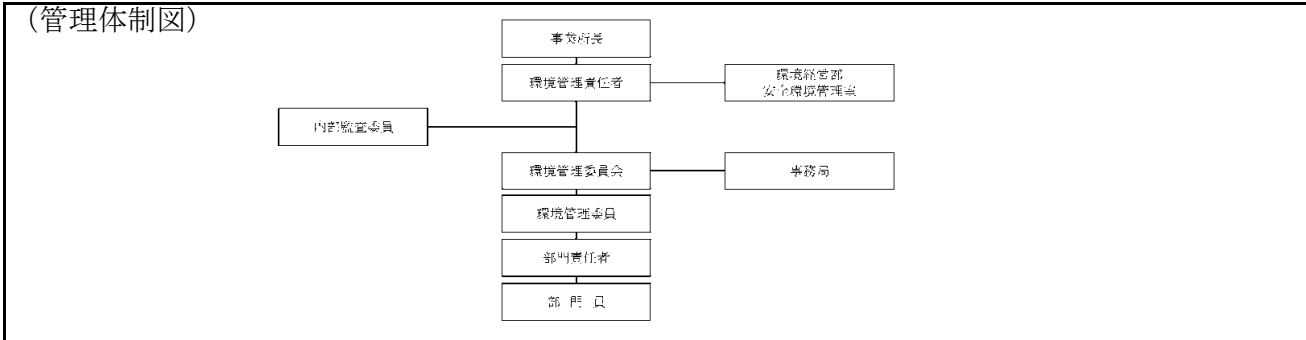 (管理体制図)
事業所長
環境管理責任者
環境経営部
安全環境管理室
内部監査委員
環境管理委員会
事務局
環境管理委員
部門責任者
部 門 員